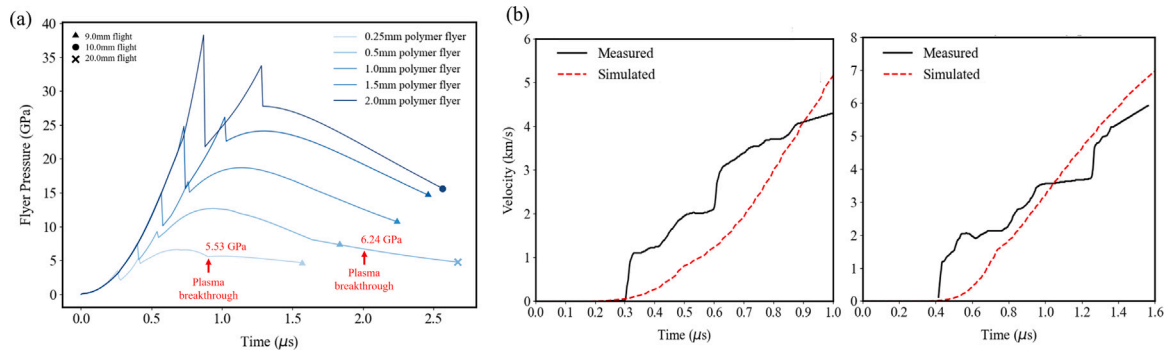 (a)
40
35
30
25
20
15
10
5
0
Flyer Pressure (GPa)
9.0mm flight
10.0mm flight
20.0mm flight
0.25mm polymer flyer
0.5mm polymer flyer
1.0mm polymer flyer
1.5mm polymer flyer
2.0mm polymer flyer
5.53 GPa
Plasma
breakthrough
6.24 GPa
Plasma
breakthrough
0.0 0.5 1.0 1.5 2.0 2.5
Time (μs)
(b)
6
5
4
3
2
1
0
Velocity (km/s)
Measured
Simulated
0.0 0.1 0.2 0.3 0.4 0.5 0.6 0.7 0.8 0.9 1.0
Time (μs)
8
6
4
2
0
Measured
Simulated
0.0 0.2 0.4 0.6 0.8 1.0 1.2 1.4 1.6
Time (μs)